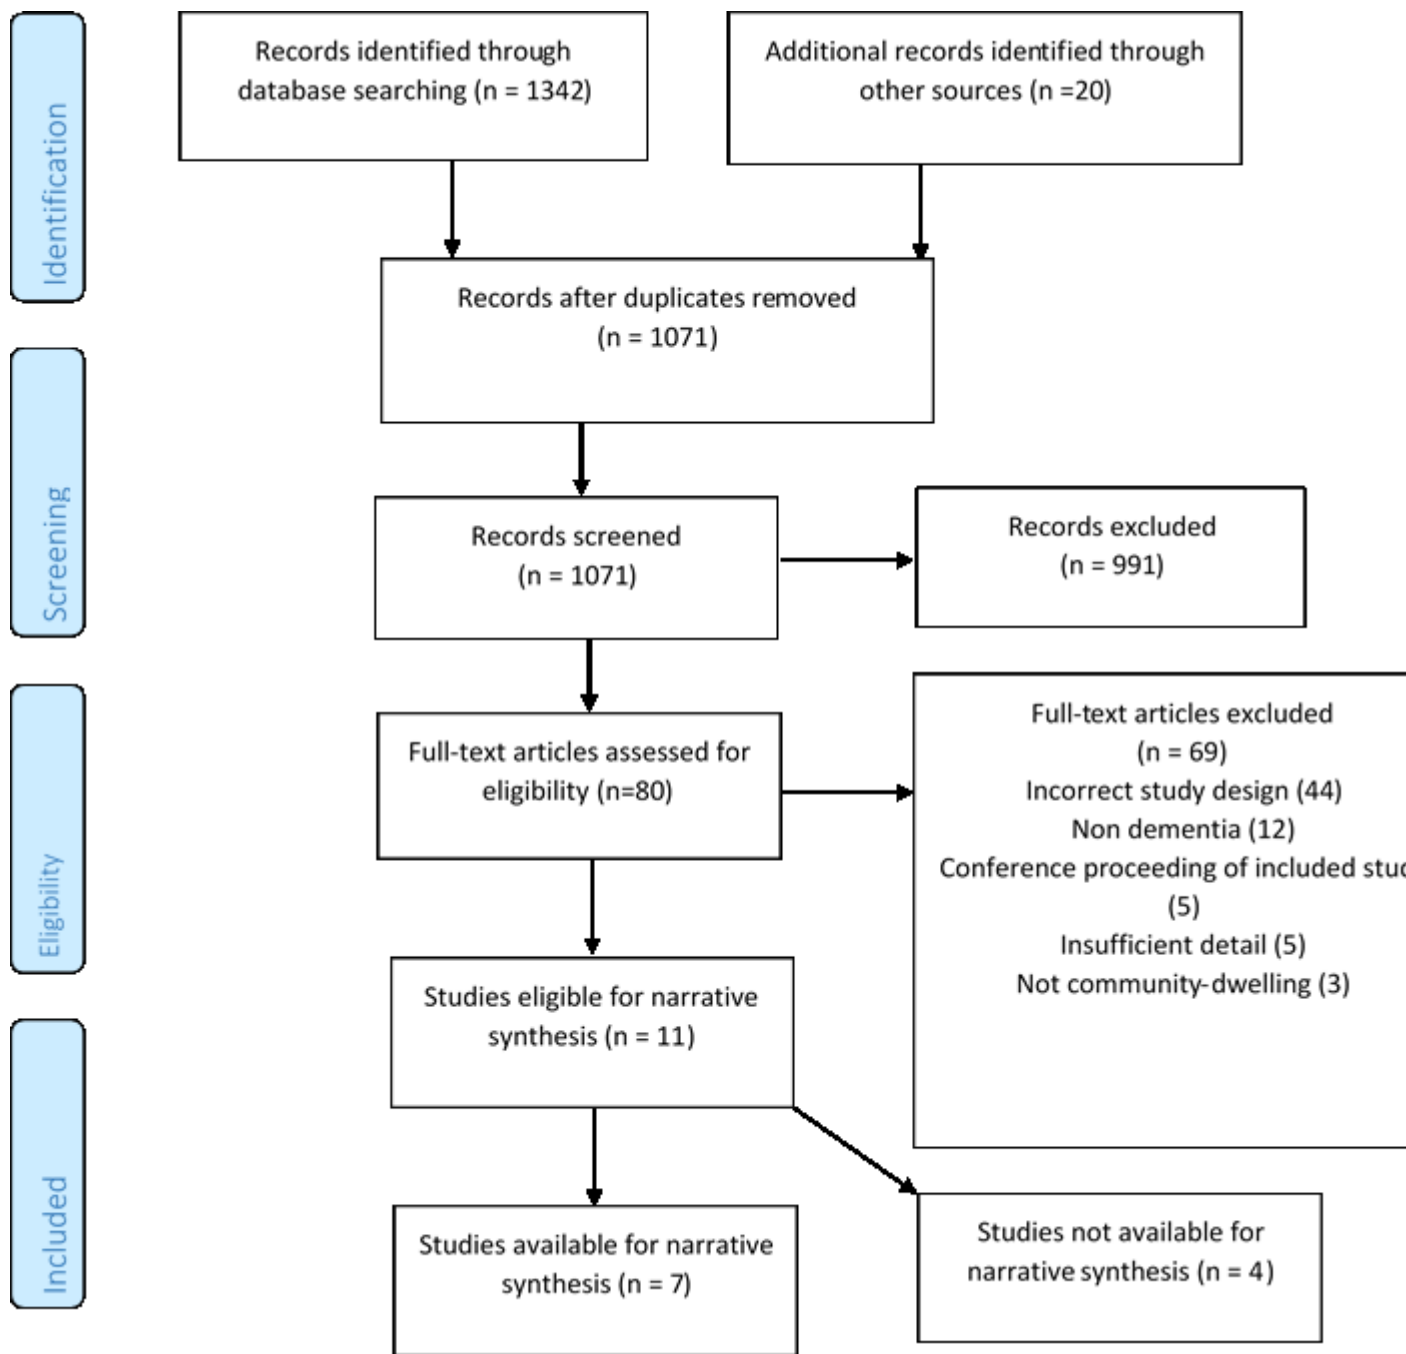 Identification
Records identified through
database searching (n = 1342)
Additional records identified through
other sources (n =20)
Records after duplicates removed
(n = 1071)
Screening
Records screened
(n = 1071)
Records excluded
(n = 991)
Eligibility
Full-text articles assessed for
eligibility (n=80)
Full-text articles excluded
(n = 69)
Incorrect study design (44)
Non dementia (12)
Conference proceeding of included
(5)
Insufficient detail (5)
Not community-dwelling (3)
Studies eligible for narrative
synthesis (n = 11)
Included
Studies available for narrative
synthesis (n = 7)
Studies not available for
narrative synthesis (n = 4)